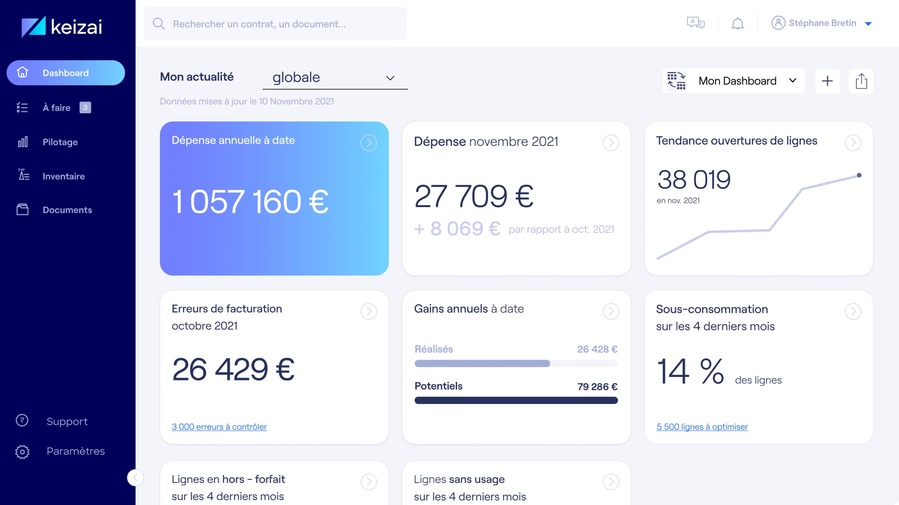 keizai
Rechercher un contrat, un document...
Stéphane Bretin
Dashboard
À faire 3
Pilotage
Inventaire
Documents
Support
Paramètres
Mon actualité
globale
Mon Dashboard
Données mises à jour le 10 Novembre 2021
Dépense annuelle à date
1 057 160 €
Dépense novembre 2021
27 709 €
+ 8 069 € par rapport à oct. 2021
Tendance ouvertures de lignes
38 019
en nov. 2021
Erreurs de facturation
octobre 2021
26 429 €
3 000 erreurs à contrôler
Gains annuels à date
Réalisés 26 428 €
Potentiels 79 286 €
Sous-consommation
sur les 4 derniers mois
14 % des lignes
5 500 lignes à optimiser
Lignes en hors - forfait
sur les 4 derniers mois
Lignes sans usage
sur les 4 derniers mois